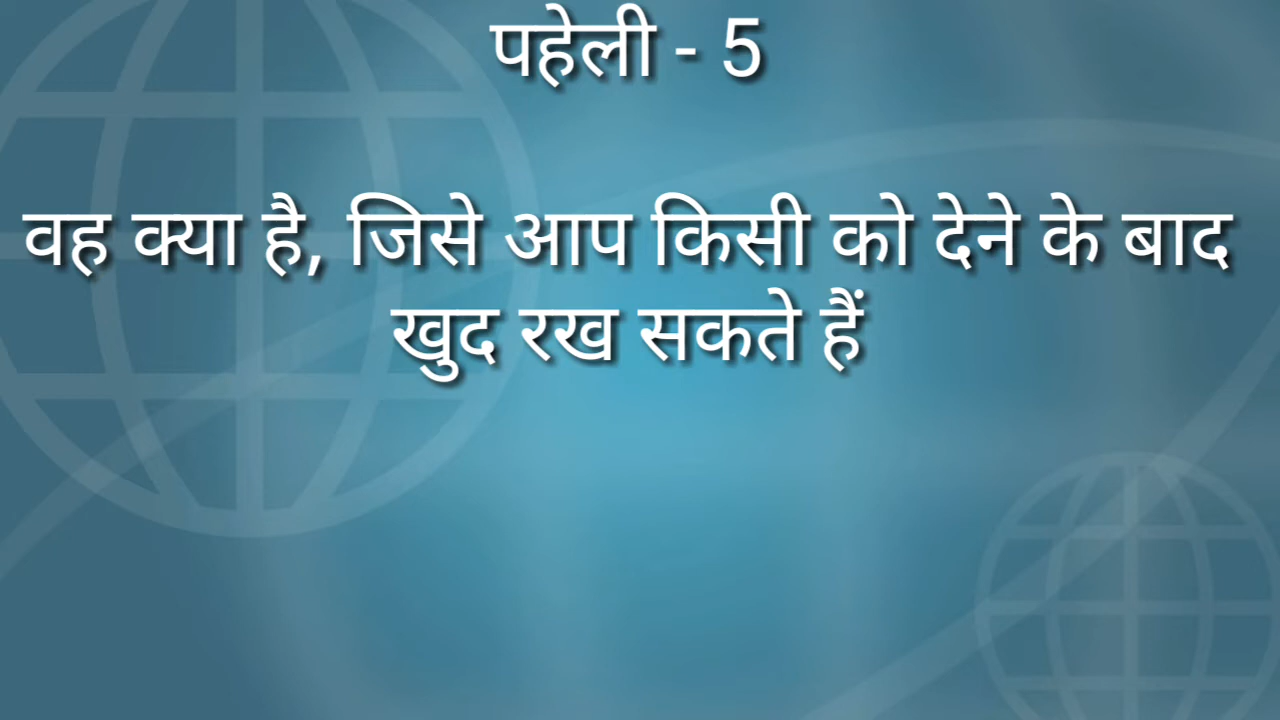 पहेली - 5
वह क्या है, जिसे आप किसी को देने के बाद
खुद रख सकते हैं